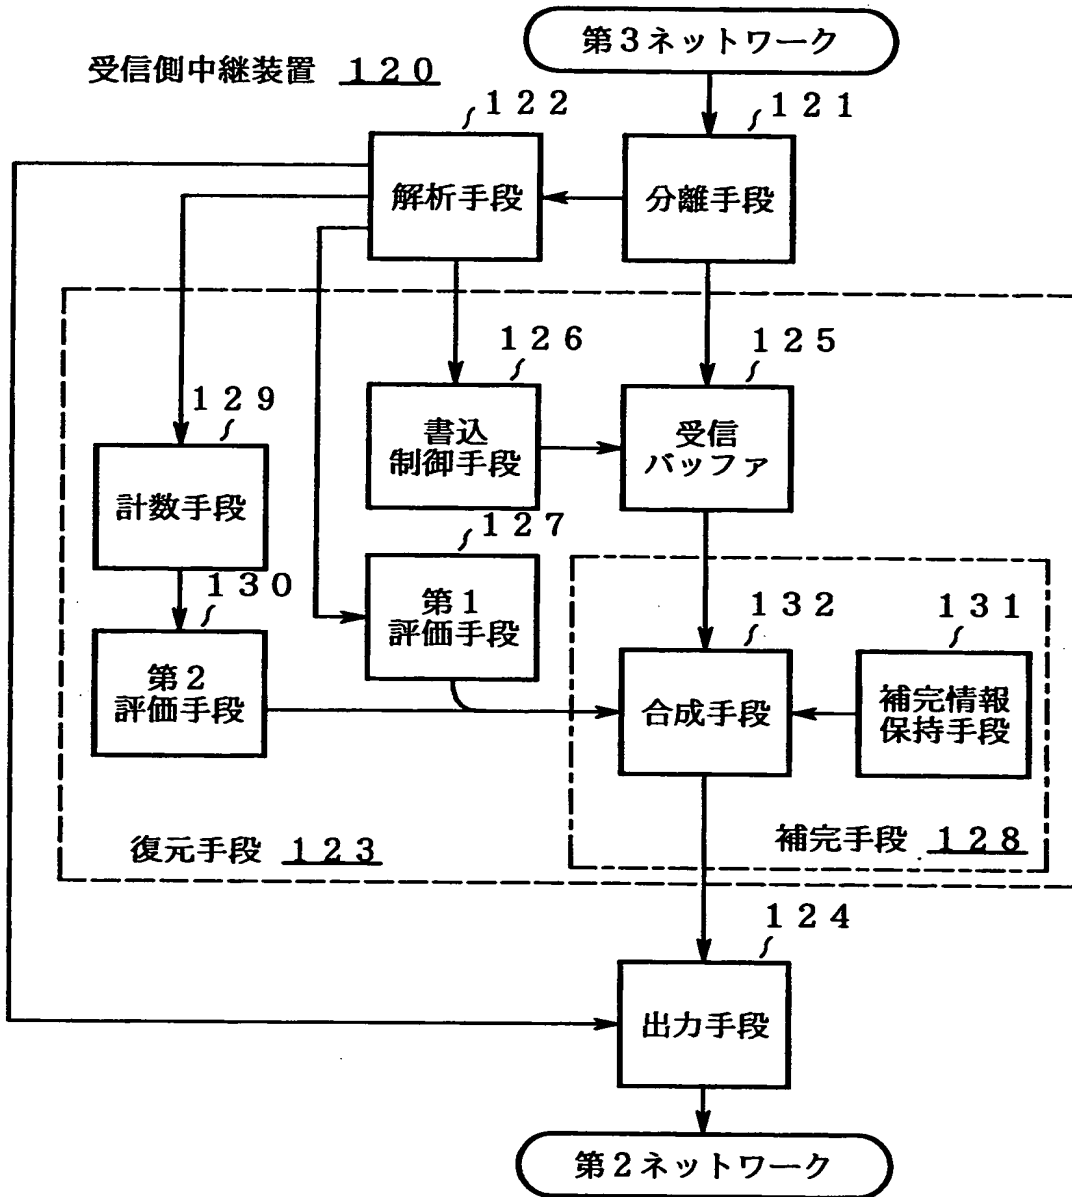 第３ネットワーク
受信側中継装置 １２０
１２２
１２１
解析手段
分離手段
１２６
１２５
１２９
書込
制御手段
受信
バッファ
計数手段
１２７
１３０
第１
評価手段
１３２
１３１
第２
評価手段
合成手段
補完情報
保持手段
復元手段 １２３
補完手段 １２８
１２４
出力手段
第２ネットワーク